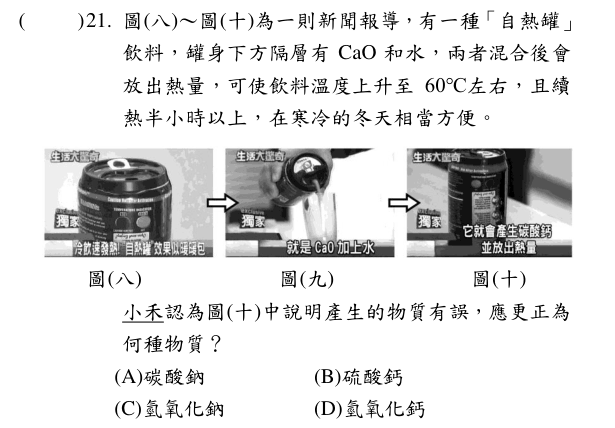 (　　)21. 圖(八)～圖(十)為一則新聞報導，有一種「自熱罐」
飲料，罐身下方隔層有 CaO 和水，兩者混合後會
放出熱量，可使飲料溫度上升至 60℃左右，且續
熱半小時以上，在寒冷的冬天相當方便。
生活大驚奇
獨家
冷飲速發熱! 自熱罐 效果似暖暖包
生活大驚奇
獨家
就是 CaO 加上水
生活大驚奇
獨家
它就會產生碳酸鈣
並放出熱量
圖(八)
圖(九)
圖(十)
小禾認為圖(十)中說明產生的物質有誤，應更正為
何種物質？
(A)碳酸鈉
(B)硫酸鈣
(C)氫氧化鈉
(D)氫氧化鈣